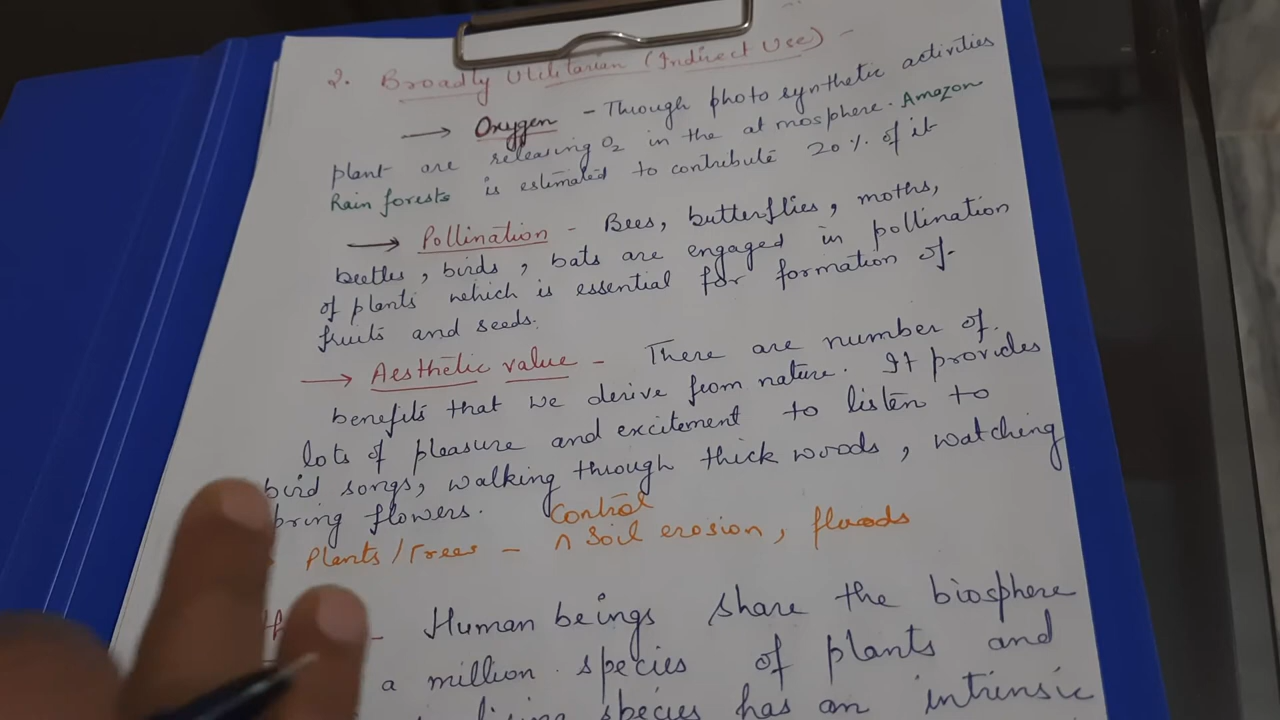 2. Broadly Utilitarian (Indirect Use) -
→ Oxygen - Through photo synthetic activities
plant are releasing O2 in the atmosphere. Amazon
Rain forests is estimated to contribute 20% of it
→ Pollination - Bees, butterflies, moths,
beetles, birds, bats are engaged in pollination
of plants which is essential for formation of
fruits and seeds.
→ Aesthetic value - There are number of
benefits that we derive from nature. It provides
lots of pleasure and excitement to listen to
bird songs, walking through thick woods, watching
pring flowers.
Control
Plants/Trees - ∧ Soil erosion, floods
- Human beings share the biosphere
a million species of plants and
species has an intrinsic